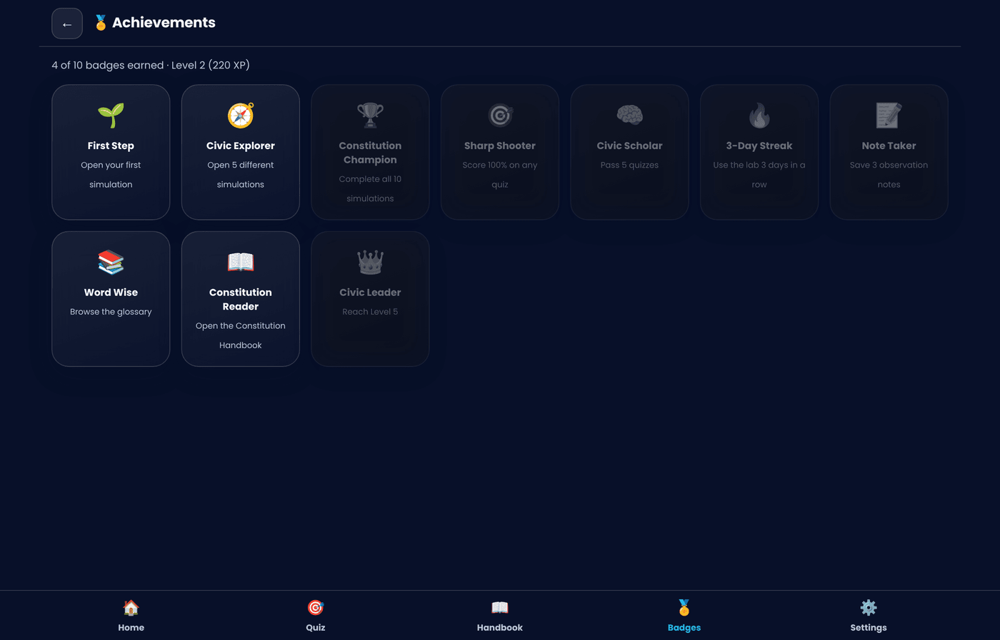 ←
🏅 Achievements
4 of 10 badges earned · Level 2 (220 XP)
First Step
Open your first
simulation
Civic Explorer
Open 5 different
simulations
Constitution
Champion
Complete all 10
simulations
Sharp Shooter
Score 100% on any
quiz
Civic Scholar
Pass 5 quizzes
3-Day Streak
Use the lab 3 days in a
row
Note Taker
Save 3 observation
notes
Word Wise
Browse the glossary
Constitution
Reader
Open the Constitution
Handbook
Civic Leader
Reach Level 5
Home
Quiz
Handbook
Badges
Settings